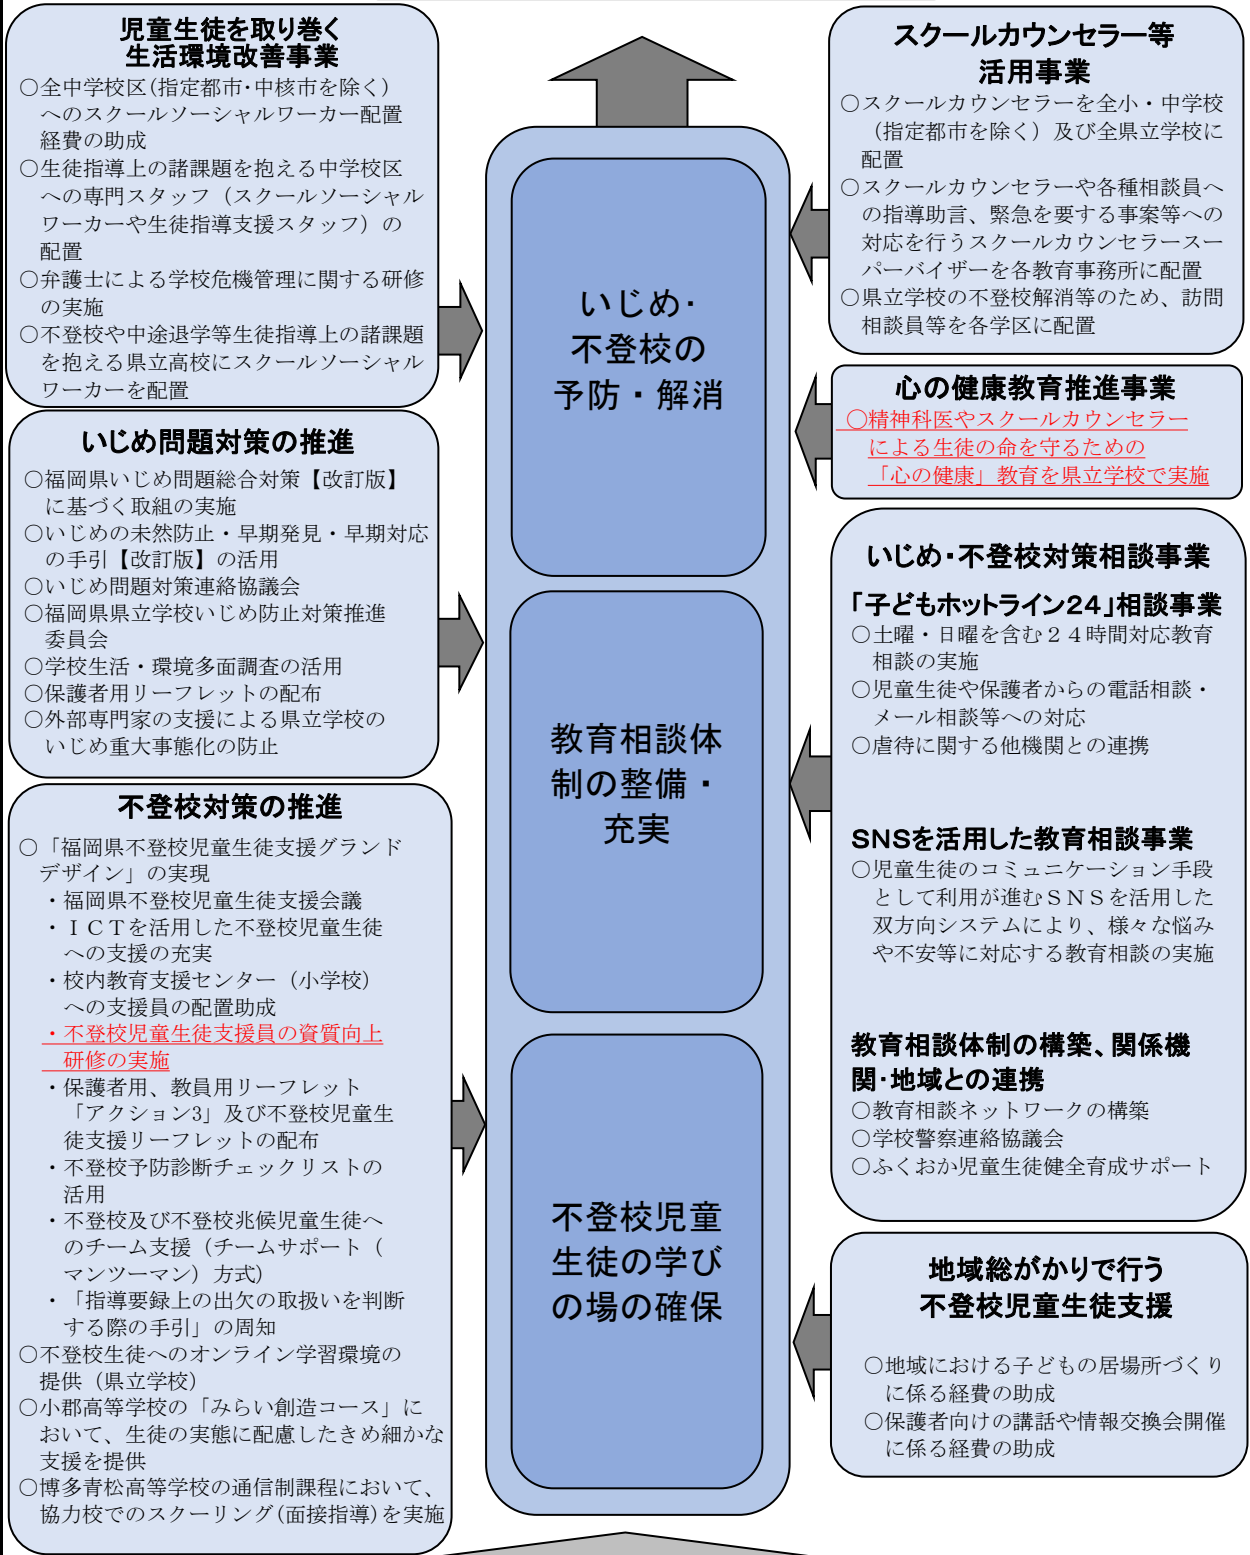 児童生徒を取り巻く
生活環境改善事業
○全中学校区(指定都市・中核市を除く)
へのスクールソーシャルワーカー配置
経費の助成
○生徒指導上の諸課題を抱える中学校区
への専門スタッフ（スクールソーシャル
ワーカーや生徒指導支援スタッフ）の
配置
○弁護士による学校危機管理に関する研修
の実施
○不登校や中途退学等生徒指導上の諸課題
を抱える県立高校にスクールソーシャル
ワーカーを配置
いじめ問題対策の推進
○福岡県いじめ問題総合対策【改訂版】
に基づく取組の実施
○いじめの未然防止・早期発見・早期対応
の手引【改訂版】の活用
○いじめ問題対策連絡協議会
○福岡県県立学校いじめ防止対策推進
委員会
○学校生活・環境多面調査の活用
○保護者用リーフレットの配布
○外部専門家の支援による県立学校の
いじめ重大事態化の防止
不登校対策の推進
○「福岡県不登校児童生徒支援グランド
デザイン」の実現
・福岡県不登校児童生徒支援会議
・ＩＣＴを活用した不登校児童生徒
への支援の充実
・校内教育支援センター（小学校）
への支援員の配置助成
・不登校児童生徒支援員の資質向上
研修の実施
・保護者用、教員用リーフレット
「アクション3」及び不登校児童生
徒支援リーフレットの配布
・不登校予防診断チェックリストの
活用
・不登校及び不登校兆候児童生徒へ
のチーム支援（チームサポート（
マンツーマン）方式）
・「指導要録上の出欠の取扱いを判断
する際の手引」の周知
○不登校生徒へのオンライン学習環境の
提供（県立学校）
○小郡高等学校の「みらい創造コース」に
おいて、生徒の実態に配慮したきめ細かな
支援を提供
○博多青松高等学校の通信制課程において、
協力校でのスクーリング(面接指導)を実施
いじめ・
不登校の
予防・解消
教育相談体
制の整備・
充実
不登校児童
生徒の学び
の場の確保
スクールカウンセラー等
活用事業
○スクールカウンセラーを全小・中学校
（指定都市を除く）及び全県立学校に
配置
○スクールカウンセラーや各種相談員へ
の指導助言、緊急を要する事案等への
対応を行うスクールカウンセラースー
パーバイザーを各教育事務所に配置
○県立学校の不登校解消等のため、訪問
相談員等を各学区に配置
心の健康教育推進事業
○精神科医やスクールカウンセラー
による生徒の命を守るための
「心の健康」教育を県立学校で実施
いじめ・不登校対策相談事業
「子どもホットライン24」相談事業
○土曜・日曜を含む２４時間対応教育
相談の実施
○児童生徒や保護者からの電話相談・
メール相談等への対応
○虐待に関する他機関との連携
SNSを活用した教育相談事業
○児童生徒のコミュニケーション手段
として利用が進むＳＮＳを活用した
双方向システムにより、様々な悩み
や不安等に対応する教育相談の実施
教育相談体制の構築、関係機
関・地域との連携
○教育相談ネットワークの構築
○学校警察連絡協議会
○ふくおか児童生徒健全育成サポート
地域総がかりで行う
不登校児童生徒支援
○地域における子どもの居場所づくり
に係る経費の助成
○保護者向けの講話や情報交換会開催
に係る経費の助成